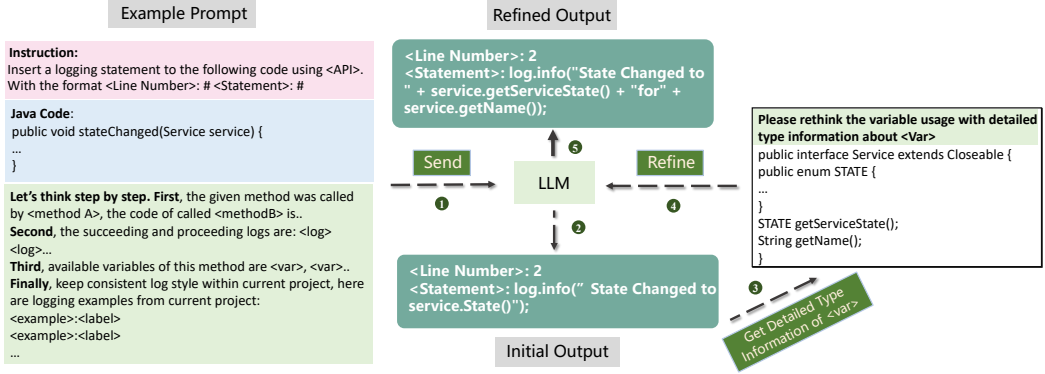 Example Prompt
Instruction:
Insert a logging statement to the following code using <API>.
With the format <Line Number>: # <Statement>: #
Java Code:
public void stateChanged(Service service) {
…
}
Let's think step by step. First, the given method was called
by <method A>, the code of called <methodB> is..
Second, the succeeding and proceeding logs are: <log>
<log>…
Third, available variables of this method are <var>, <var>..
Finally, keep consistent log style within current project, here
are logging examples from current project:
<example>:<label>
<example>:<label>
…
Refined Output
<Line Number>: 2
<Statement>: log.info("State Changed to
" + service.getServiceState() + "for" +
service.getName());
5
Send
1
LLM
Refine
4
2
<Line Number>: 2
<Statement>: log.info(” State Changed to
service.State()");
Initial Output
Please rethink the variable usage with detailed
type information about <Var>
public interface Service extends Closeable {
public enum STATE {
…
}
STATE getServiceState();
String getName();
}
3
Get Detailed Type
Information of <var>